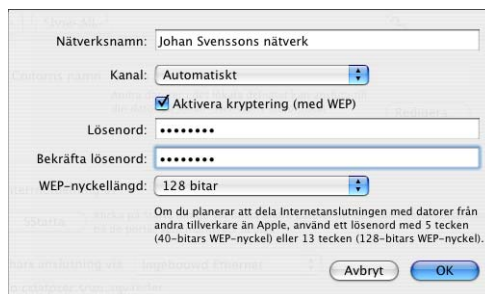 Nätverksnamn: Johan Svenssons nätverk
Kanal: Automatiskt
Aktivera kryptering (med WEP)
Lösenord: ••••••••
Bekräfta lösenord: ••••••••
WEP-nyckellängd: 128 bitar
Om du planerar att dela Internetanslutningen med datorer från
andra tillverkare än Apple, använd ett lösenord med 5 tecken
(40-bitars WEP-nyckel) eller 13 tecken (128-bitars WEP-nyckel).
Avbryt OK